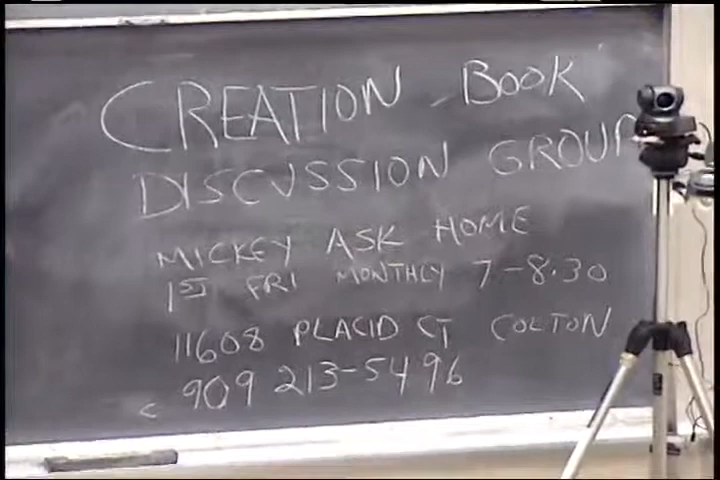 CREATION BOOK
DISCUSSION GROUP
MICKEY ASK HOME
1ST FRI MONTHLY 7-8.30
11608 PLACID CT COLTON
c 909 213-5496